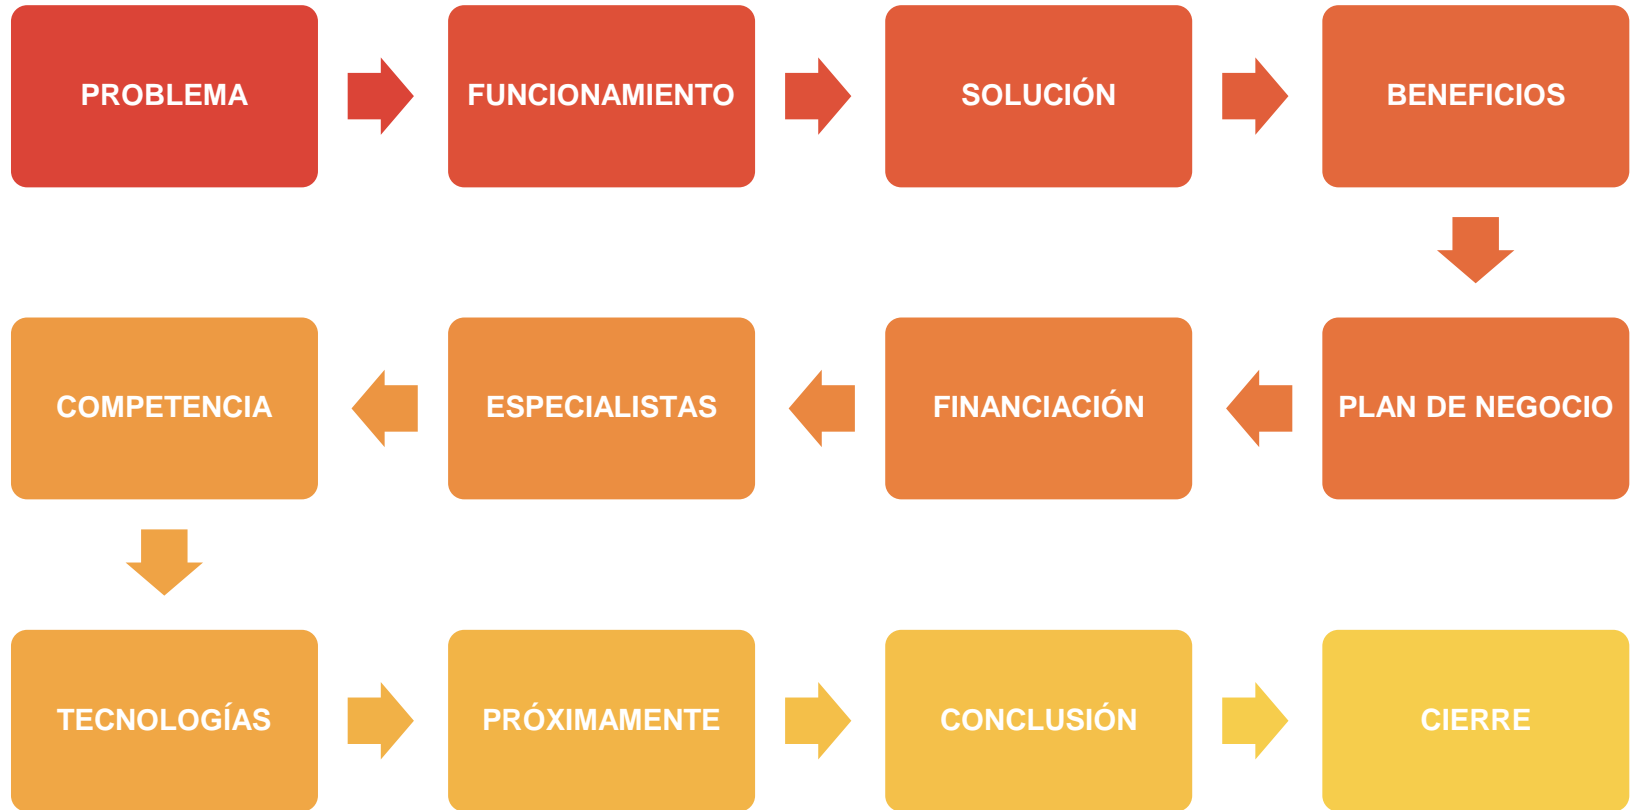 PROBLEMA
FUNCIONAMIENTO
SOLUCIÓN
BENEFICIOS
PLAN DE NEGOCIO
FINANCIACIÓN
ESPECIALISTAS
COMPETENCIA
TECNOLOGÍAS
PRÓXIMAMENTE
CONCLUSIÓN
CIERRE